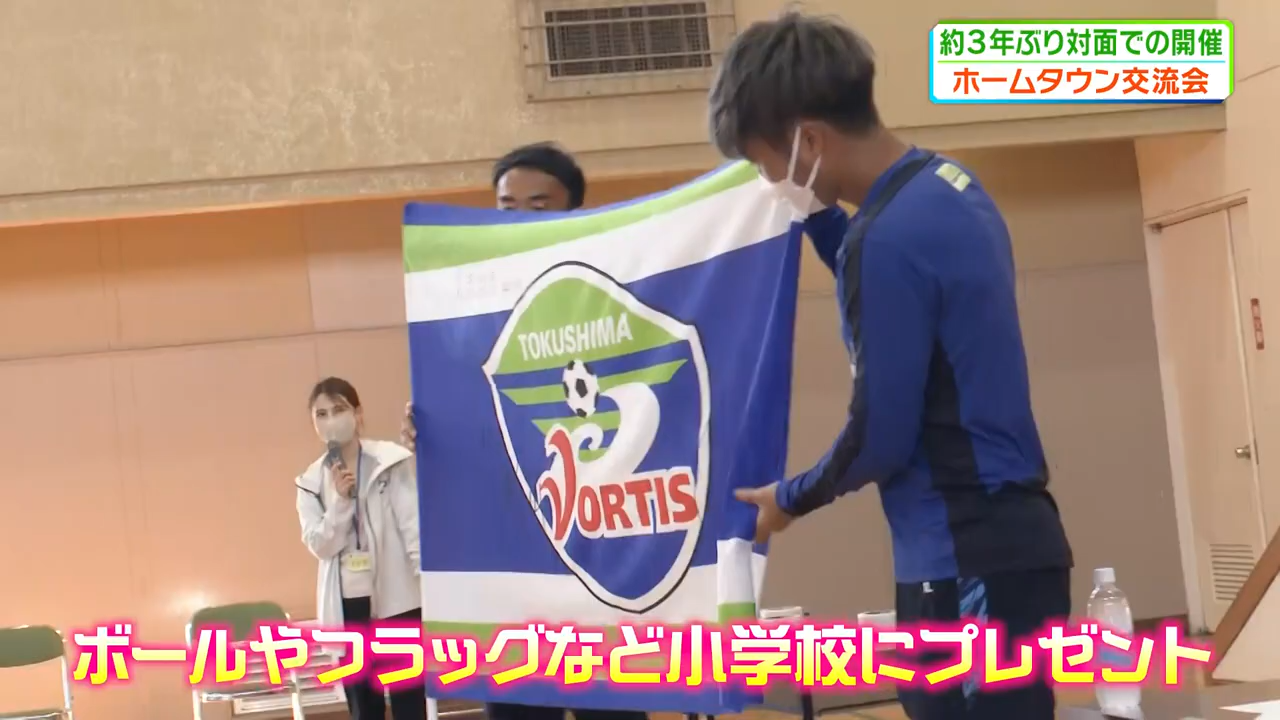 約3年ぶり対面での開催
ホームタウン交流会
TOKUSHIMA
VORTIS
ボールやフラッグなど小学校にプレゼント